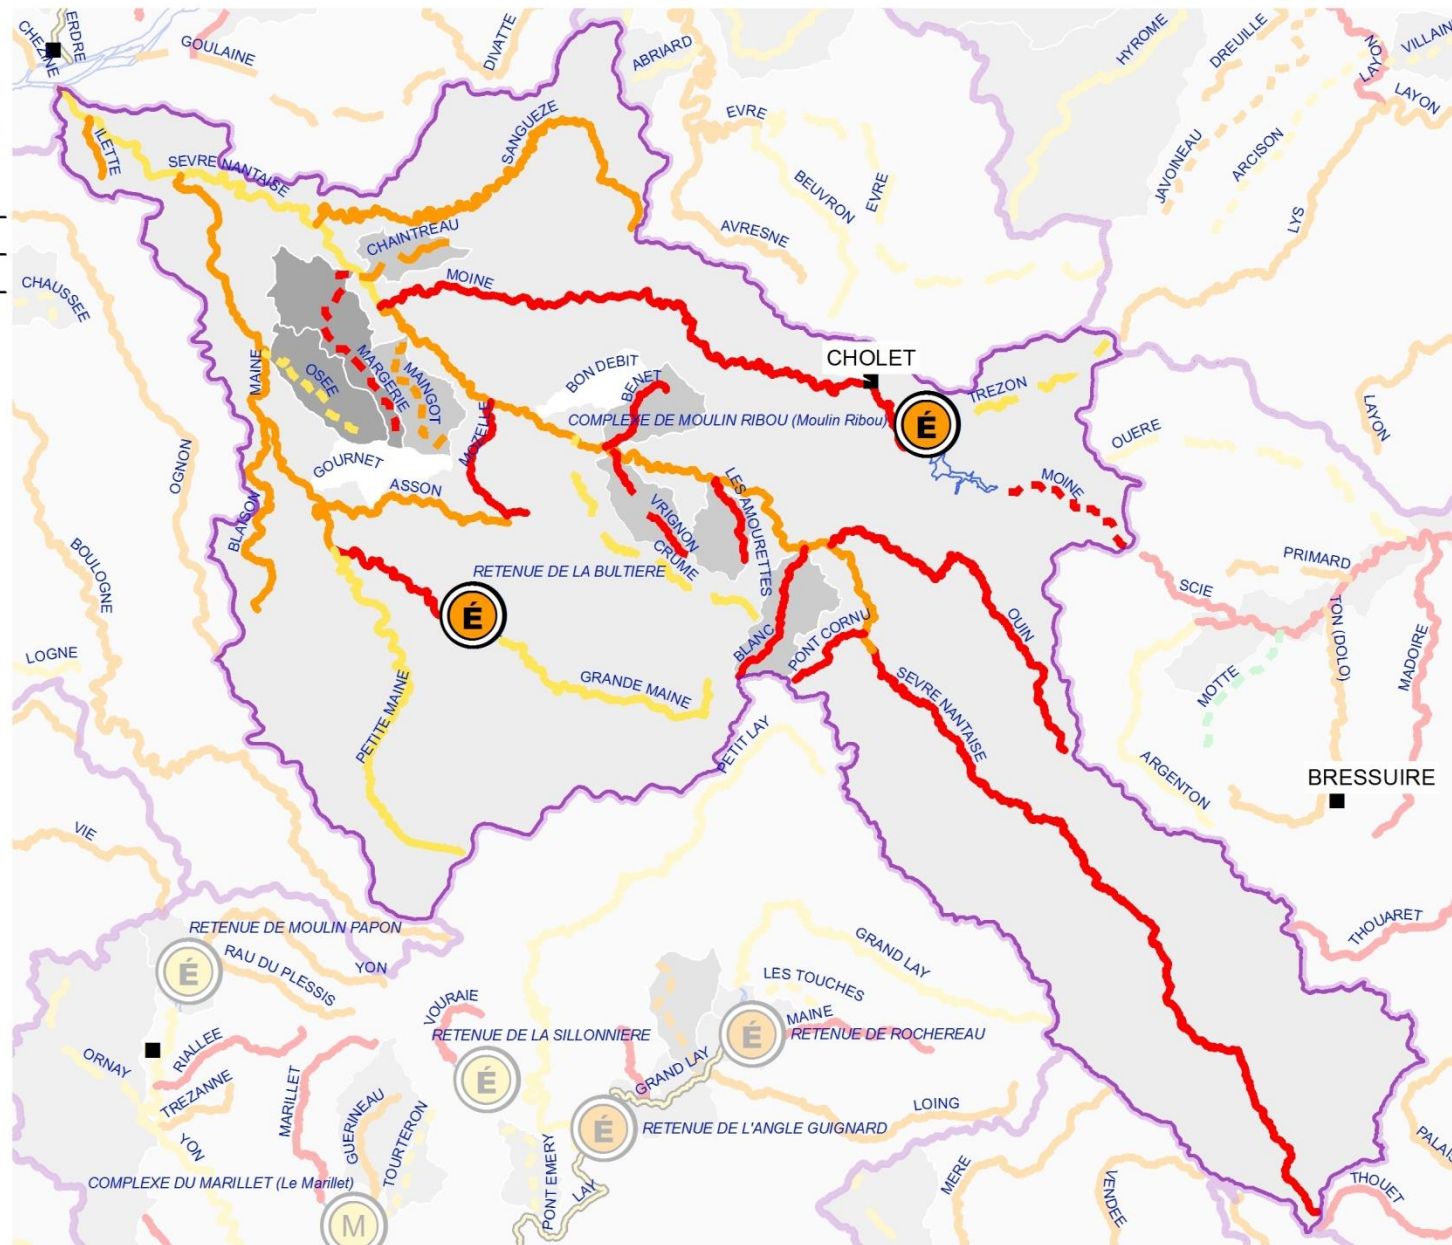 CHEZINE
ERDRE
GOULAINE
DIVATTE
ABRIARD
HYROME
DREUILLE
LAYON
VILLAIN
LAYON
ILETTE
SEVRE NANTAISE
SANGUEZE
EVRE
BEUVRON
EVRE
JAVOINEAU
ARCISON
LYS
AVRESNE
CHAINTREAU
CHAUSSEE
MOINE
CHOLET
BON DEBIT
BENET
TREZON
MAINE
OSEE
MARGERIE
MAINGOT
COMPLEXE DE MOULIN RIBOU (Moulin Ribou)
É
LAYON
OUERE
OGNON
MOZELLE
GOURNET
ASSON
LES AMOURETTES
MOINE
BLAISON
VRIGNON
CRUME
BOULOGNE
RETENUE DE LA BULTIERE
PRIMARD
SCIE
É
OUIN
TON (DOLO)
MADOIRE
LOGNE
BLANC
PONT CORNU
GRANDE MAINE
MOTTE
PETITE MAINE
SEVRE NANTAISE
PETIT LAY
ARGENTON
BRESSUIRE
VIE
RETENUE DE MOULIN PAPON
THOUARET
É
RAU DU PLESSIS
YON
GRAND LAY
LES TOUCHES
VOURAIE
MAINE
RETENUE DE LA SILLONNIERE
É
RETENUE DE ROCHEREAU
ORNAY
RIALLEE
É
GRAND LAY
TREZANNE
MARILLET
GUERINEAU
TOURTERON
LOING
É
RETENUE DE L'ANGLE GUIGNARD
YON
PONT EMERY
LAY
MERE
VENDEE
PALAIS
THOUET
COMPLEXE DU MARILLET (Le Marillet)
M